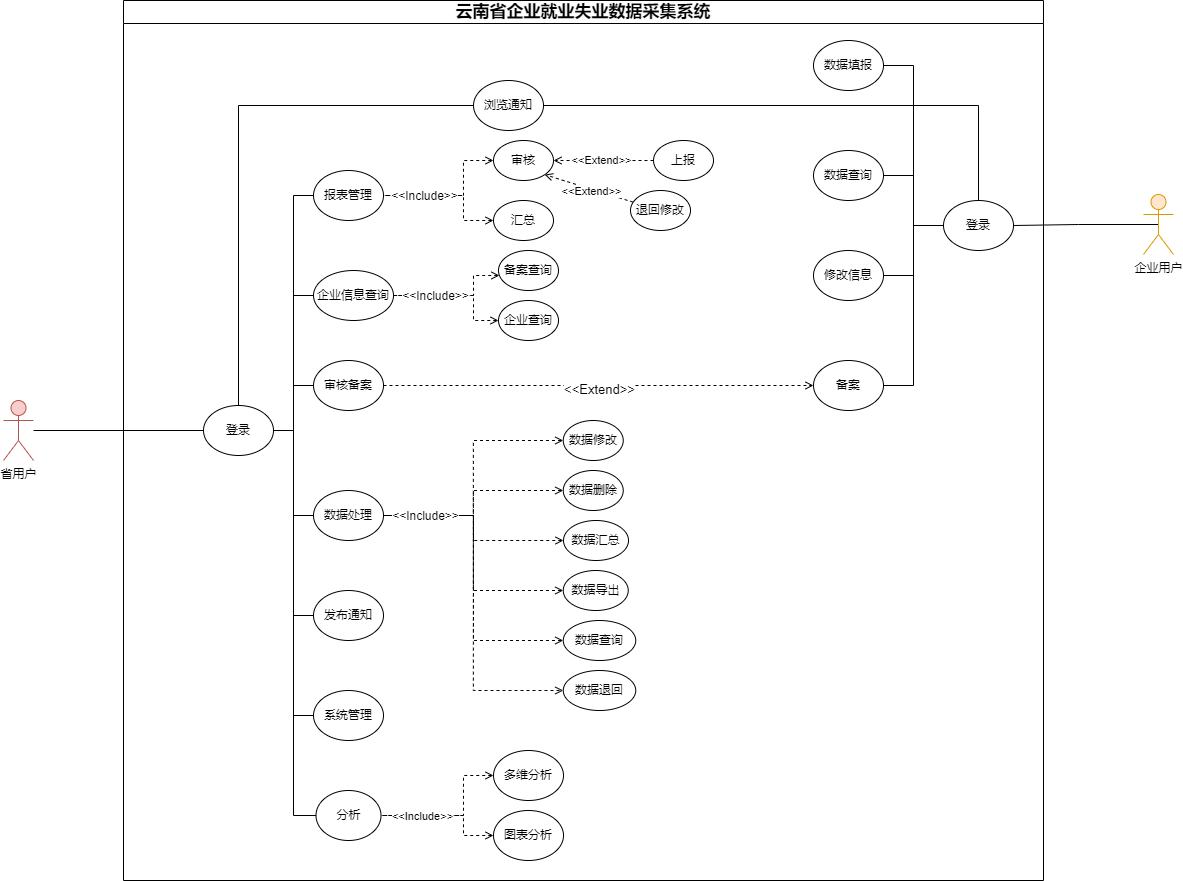 云南省企业就业失业数据采集系统
数据填报
浏览通知
审核
<<Extend>>
上报
数据查询
报表管理
<<Include>>
<<Extend>>
退回修改
汇总
登录
企业用户
备案查询
修改信息
企业信息查询
<<Include>>
企业查询
审核备案
<<Extend>>
备案
登录
省用户
数据修改
数据删除
数据处理
<<Include>>
数据汇总
数据导出
发布通知
数据查询
数据退回
系统管理
多维分析
分析
<<Include>>
图表分析